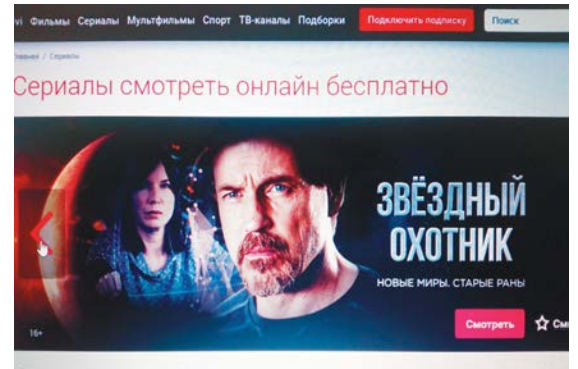 vi Фильмы Сериалы Мультфильмы Спорт ТВ-каналы Подборки Подключить подписку Поиск
Главная / Сериалы
Сериалы смотреть онлайн бесплатно
ЗВЁЗДНЫЙ
ОХОТНИК
НОВЫЕ МИРЫ. СТАРЫЕ РАНЫ
Смотреть
16+